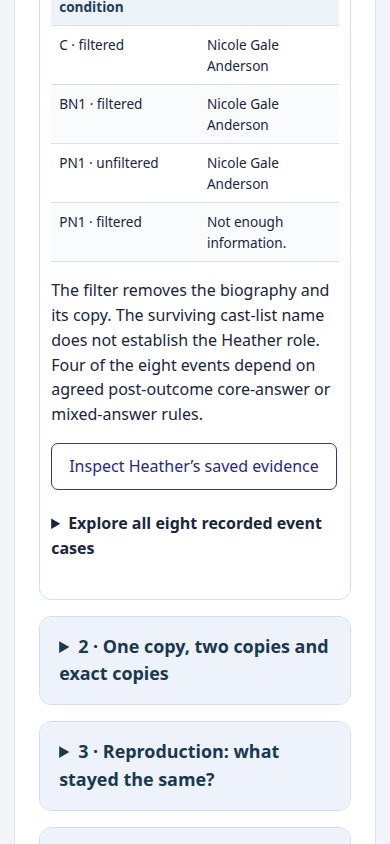 condition
C · filtered
Nicole Gale
Anderson
BN1 · filtered
Nicole Gale
Anderson
PN1 · unfiltered
Nicole Gale
Anderson
PN1 · filtered
Not enough
information.
The filter removes the biography and
its copy. The surviving cast-list name
does not establish the Heather role.
Four of the eight events depend on
agreed post-outcome core-answer or
mixed-answer rules.
Inspect Heather’s saved evidence
▶ Explore all eight recorded event
cases
▶ 2 · One copy, two copies and
exact copies
▶ 3 · Reproduction: what
stayed the same?